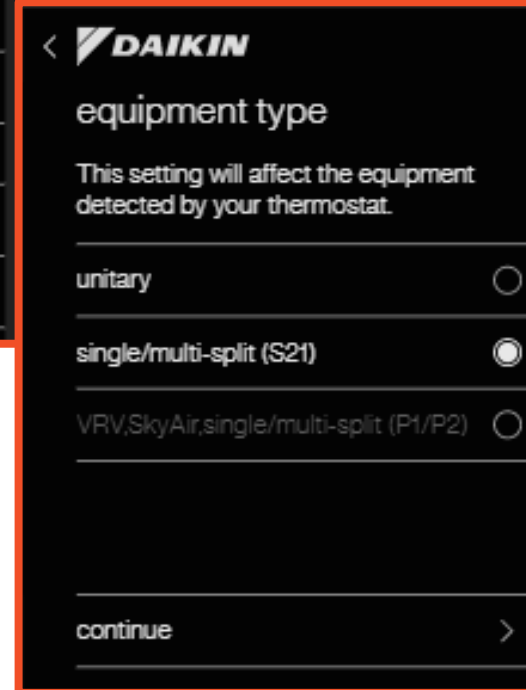 DAIKIN
equipment type
This setting will affect the equipment
detected by your thermostat.
unitary
single/multi-split (S21)
VRV,SkyAir,single/multi-split (P1/P2)
continue